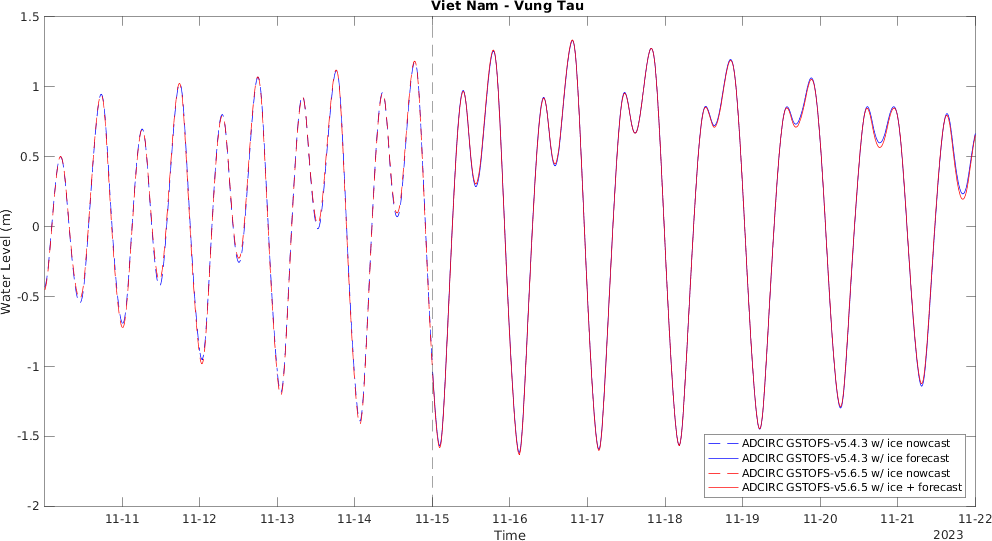 Viet Nam - Vung Tau
Water Level (m)
1.5
1
0.5
0
-0.5
-1
-1.5
-2
ADCIRC GSTOFS-v5.4.3 w/ ice nowcast
ADCIRC GSTOFS-v5.4.3 w/ ice forecast
ADCIRC GSTOFS-v5.6.5 w/ ice nowcast
ADCIRC GSTOFS-v5.6.5 w/ ice + forecast
11-11 11-12 11-13 11-14 11-15 11-16 11-17 11-18 11-19 11-20 11-21 11-22
Time
2023